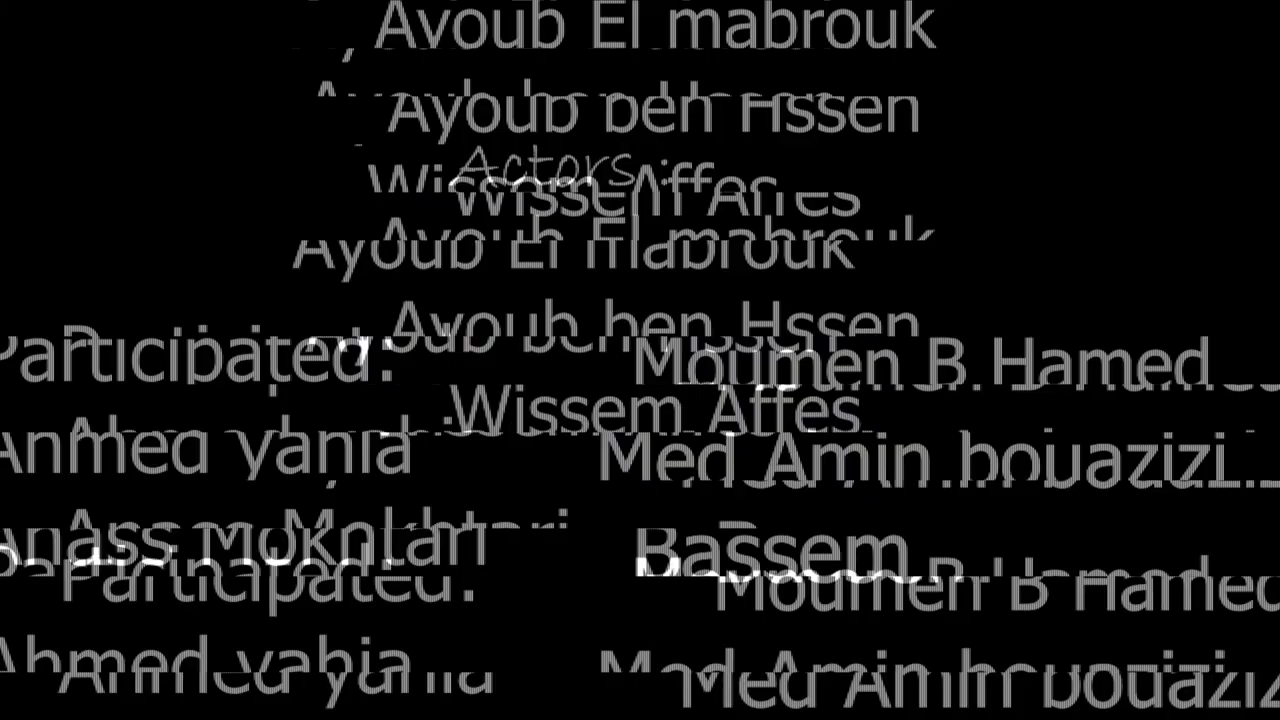 Ayoub El mabrouk
Ayoub ben Hssen
Actors :
Wissem Affes
Ayoub El mabrouk
Ayoub ben Hssen
Participated:
Moumen B Hamed
Wissem Affes
Ahmed yahia
Med Amin bouazizi
Anass Mokhtari
Bassem
Participated:
Moumen B Hamed
Ahmed yahia
Med Amin bouazizi